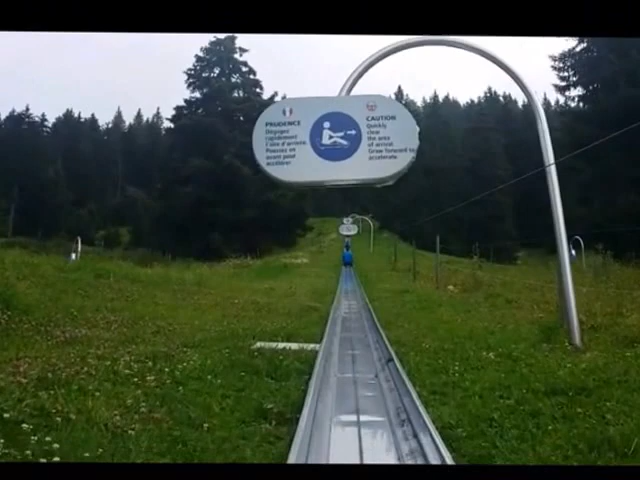 PRUDENCE
Dégagez
rapidement
l'aire d'arrivée
Poussez en
avant pour
accélérer
CAUTION
Quickly
clear
the area
of arrival
forward to
accelerate